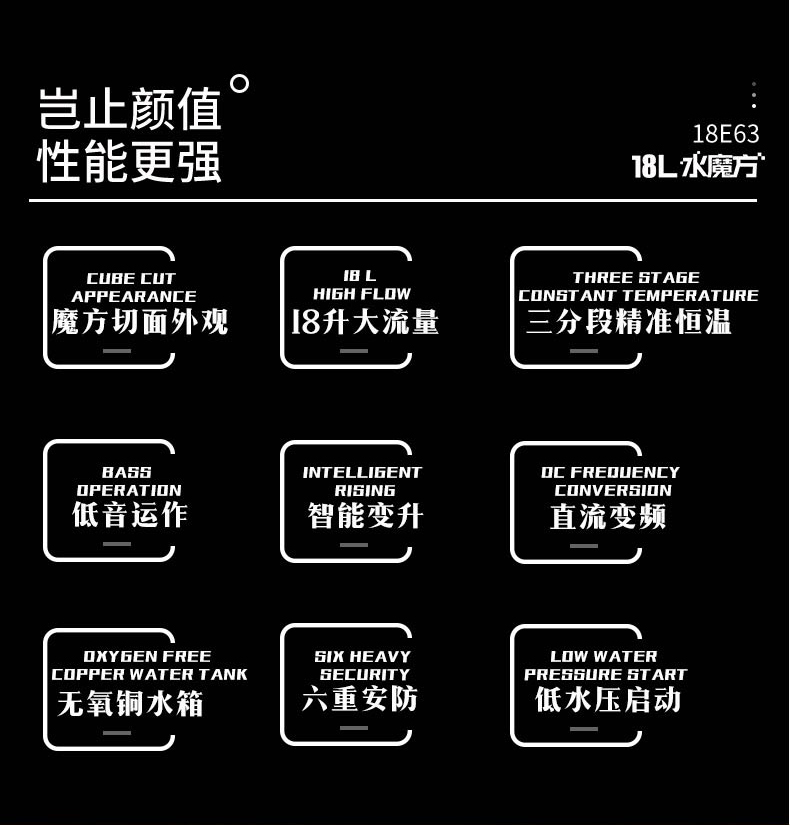 岂止颜值
性能更强
18E63
18L水魔方
CUBE CUT
APPEARANCE
魔方切面外观
18 L
HIGH FLOW
18升大流量
THREE STAGE
CONSTANT TEMPERATURE
三分段精准恒温
BASS
OPERATION
低音运作
INTELLIGENT
RISING
智能变升
DC FREQUENCY
CONVERSION
直流变频
OXYGEN FREE
COPPER WATER TANK
无氧铜水箱
SIX HEAVY
SECURITY
六重安防
LOW WATER
PRESSURE START
低水压启动